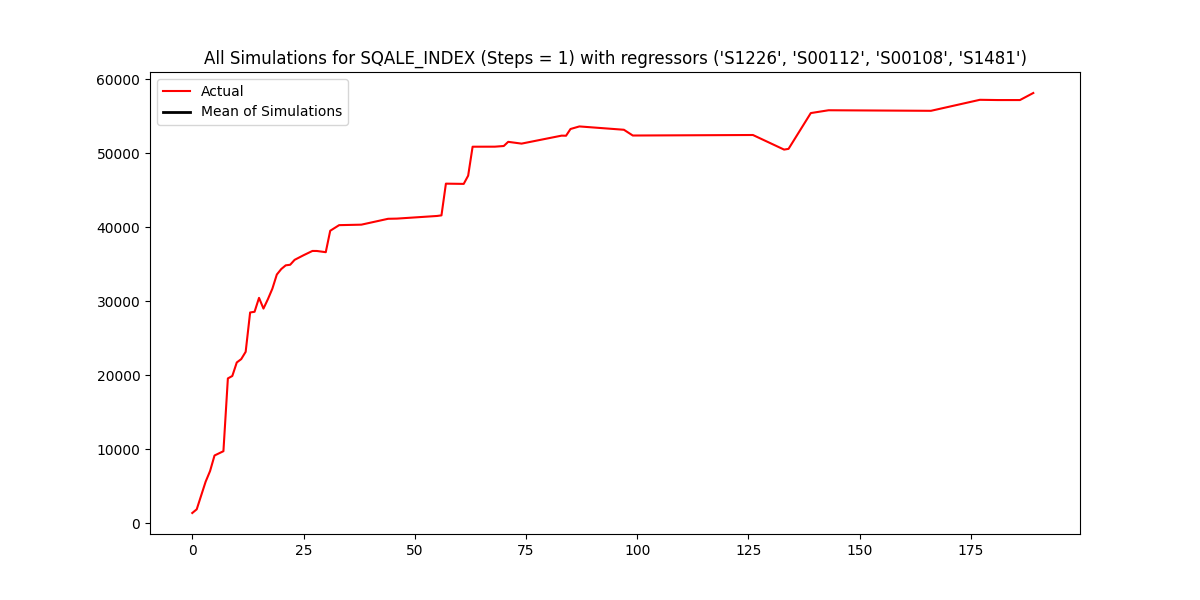 All Simulations for SQALE_INDEX (Steps = 1) with regressors ('S1226', 'S00112', 'S00108', 'S1481')
Actual
Mean of Simulations
60000
50000
40000
30000
20000
10000
0
0 25 50 75 100 125 150 175